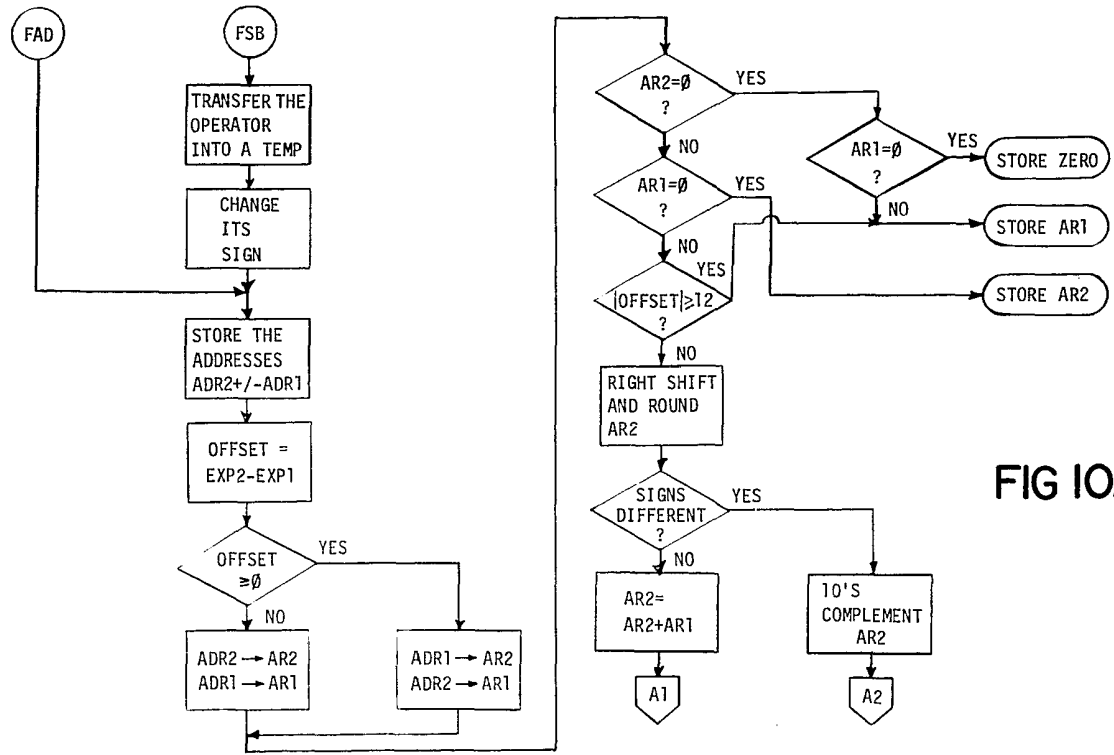 FAD
FSB
TRANSFER THE
OPERATOR
INTO A TEMP
CHANGE
ITS
SIGN
STORE THE
ADDRESSES
ADR2+/-ADR1
OFFSET =
EXP2-EXP1
OFFSET
≥Ø
YES
NO
ADR2 → AR2
ADR1 → AR1
ADR1 → AR2
ADR2 → AR1
AR2=Ø
?
YES
NO
AR1=Ø
?
YES
NO
STORE ZERO
AR1=Ø
?
YES
NO
STORE AR1
|OFFSET|≥12
?
YES
NO
STORE AR2
RIGHT SHIFT
AND ROUND
AR2
SIGNS
DIFFERENT
?
YES
NO
AR2=
AR2+AR1
10'S
COMPLEMENT
AR2
A1
A2
FIG 10